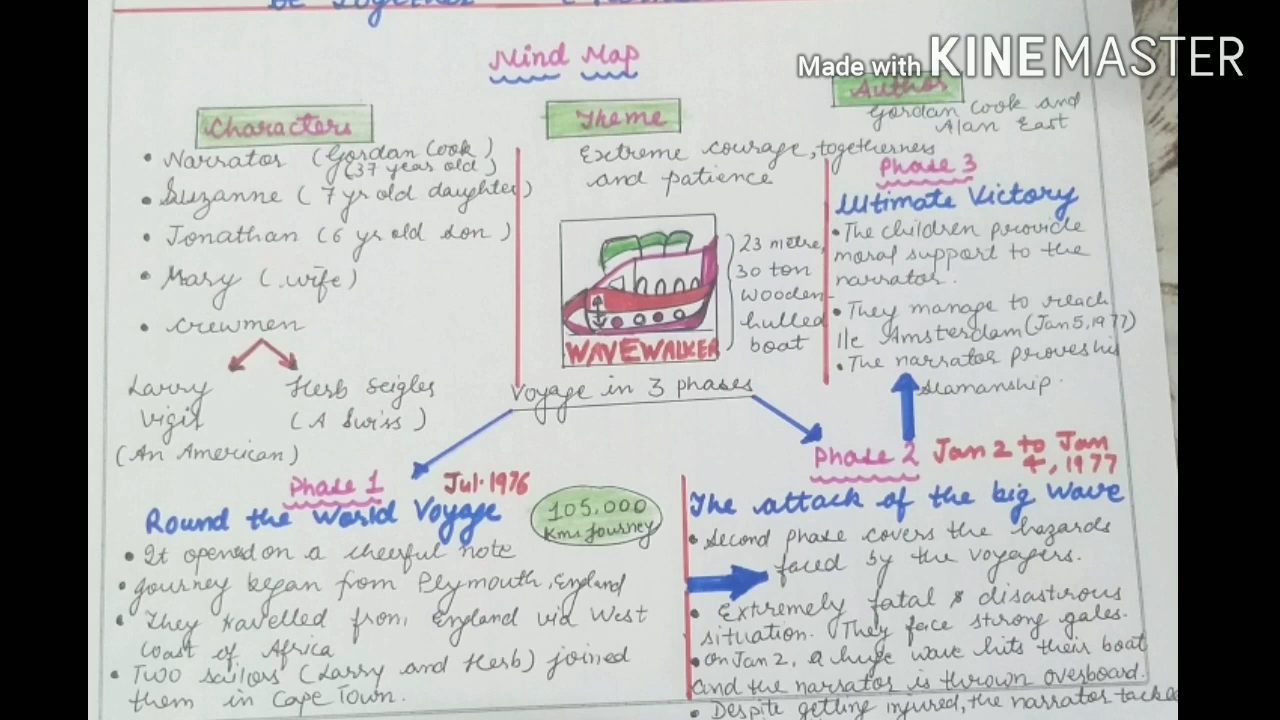 Be Together
Mind Map
Made with KINEMASTER
Characters
• Narrator (Gordan Cook)
(37 year old)
• Suzanne (7 yr old daughter)
• Jonathan (6 yr old son)
• Mary (wife)
• crewmen
Larry
Vigil
(An American)
Herb Seigles
(A Swiss)
Theme
Extreme courage, togetherness
and patience
WAVEWALKER
23 metre,
30 ton
wooden-
hulled
boat
Voyage in 3 phases
Author
Gordan Cook and
Alan East
Phase 3
Ultimate Victory
• The children provide
moral support to the
narrator.
• They manage to reach
Ile Amsterdam (Jan 5, 1977)
• The narrator proves his
seamanship.
Phase 1 Jul. 1976
Round the World Voyage
105,000
Kms Journey
• It opened on a cheerful note
• Journey began from Plymouth, England
• They travelled from England via West
coast of Africa
• Two sailors (Larry and Herb) joined
them in Cape Town.
Phase 2 Jan 2 to Jan
4, 1977
The attack of the big wave
• Second phase covers the hazards
faced by the voyagers.
• Extremely fatal & disastrous
situation. They face strong gales.
• On Jan 2, a huge wave hits their boat
and the narrator is thrown overboard.
• Despite getting injured, the narrator